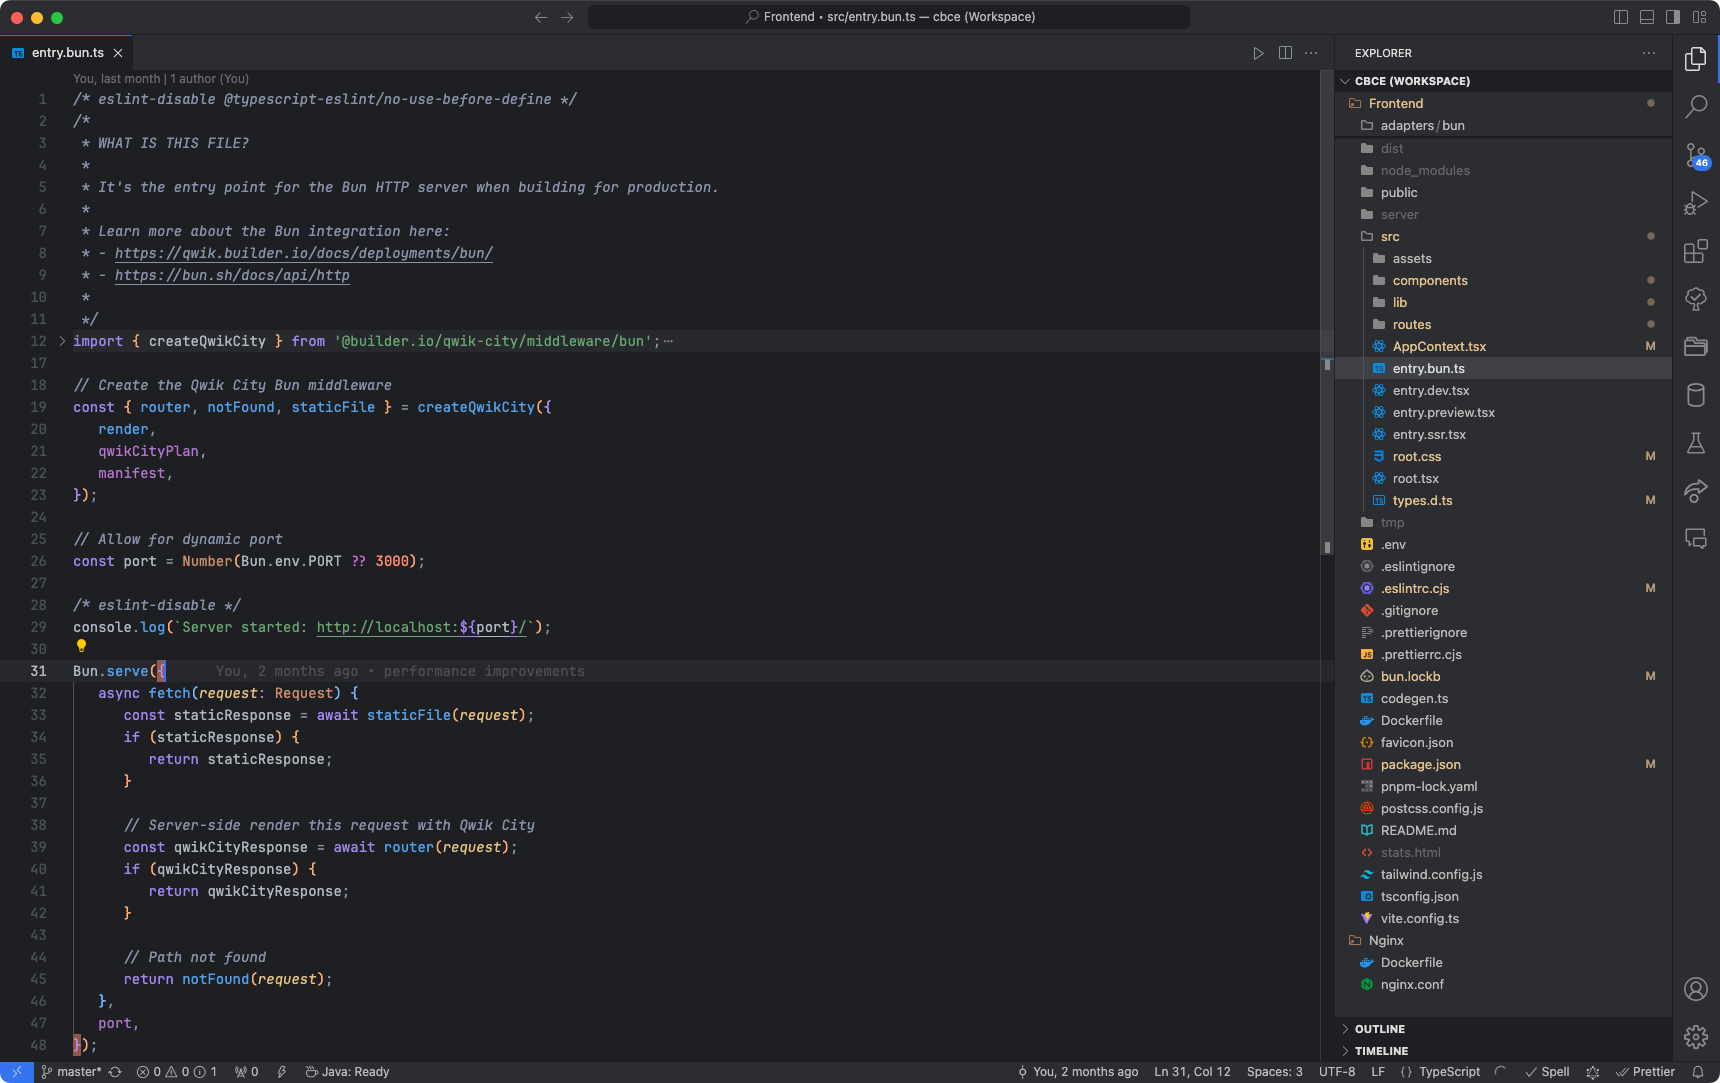 Frontend • src/entry.bun.ts — cbce (Workspace)
entry.bun.ts
You, last month | 1 author (You)
1 /* eslint-disable @typescript-eslint/no-use-before-define */
2 /*
3 * WHAT IS THIS FILE?
4 *
5 * It's the entry point for the Bun HTTP server when building for production.
6 *
7 * Learn more about the Bun integration here:
8 * - https://qwik.builder.io/docs/deployments/bun/
9 * - https://bun.sh/docs/api/http
10 *
11 */
12 import { createQwikCity } from '@builder.io/qwik-city/middleware/bun';⋯
17
18 // Create the Qwik City Bun middleware
19 const { router, notFound, staticFile } = createQwikCity({
20 render,
21 qwikCityPlan,
22 manifest,
23 });
24
25 // Allow for dynamic port
26 const port = Number(Bun.env.PORT ?? 3000);
27
28 /* eslint-disable */
29 console.log(`Server started: http://localhost:${port}/`);
30
31 Bun.serve({ You, 2 months ago • performance improvements
32 async fetch(request: Request) {
33 const staticResponse = await staticFile(request);
34 if (staticResponse) {
35 return staticResponse;
36 }
37
38 // Server-side render this request with Qwik City
39 const qwikCityResponse = await router(request);
40 if (qwikCityResponse) {
41 return qwikCityResponse;
42 }
43
44 // Path not found
45 return notFound(request);
46 },
47 port,
48 });
EXPLORER
CBCE (WORKSPACE)
Frontend
adapters/bun
dist
node_modules
public
server
src
assets
components
lib
routes
AppContext.tsx M
entry.bun.ts
entry.dev.tsx
entry.preview.tsx
entry.ssr.tsx
root.css M
root.tsx
types.d.ts M
tmp
.env
.eslintignore
.eslintrc.cjs M
.gitignore
.prettierignore
.prettierrc.cjs
bun.lockb M
codegen.ts
Dockerfile
favicon.json
package.json M
pnpm-lock.yaml
postcss.config.js
README.md
stats.html
tailwind.config.js
tsconfig.json
vite.config.ts
Nginx
Dockerfile
nginx.conf
OUTLINE
TIMELINE
46
master* 0 0 1 0 Java: Ready You, 2 months ago Ln 31, Col 12 Spaces: 3 UTF-8 LF {} TypeScript Spell Prettier